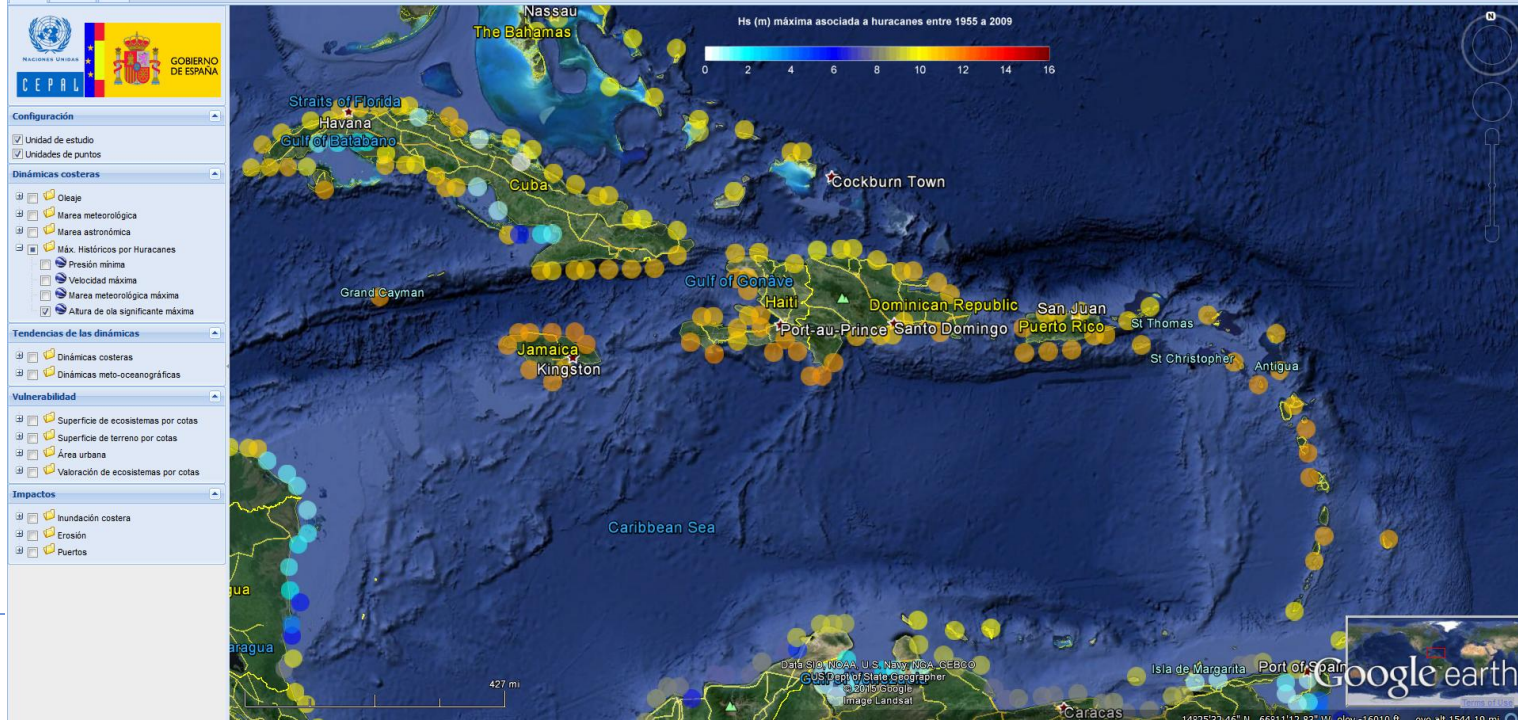 NACIONES UNIDAS
CEPAL
GOBIERNO
DE ESPAÑA
Configuración
Unidad de estudio
Unidades de puntos
Dinámicas costeras
Oleaje
Marea meteorológica
Marea astronómica
Máx. Históricos por Huracanes
Presión mínima
Velocidad máxima
Marea meteorológica máxima
Altura de ola significante máxima
Tendencias de las dinámicas
Dinámicas costeras
Dinámicas meto-oceanográficas
Vulnerabilidad
Superficie de ecosistemas por cotas
Superficie de terreno por cotas
Área urbana
Valoración de ecosistemas por cotas
Impactos
Inundación costera
Erosión
Puertos
Hs (m) máxima asociada a huracanes entre 1955 a 2009
0 2 4 6 8 10 12 14 16
N
Nassau
The Bahamas
Straits of Florida
Havana
Gulf of Batabano
Cuba
Cockburn Town
Grand Cayman
Gulf of Gonâve
Haiti
Dominican Republic
San Juan
Port-au-Prince
Santo Domingo
Puerto Rico
St Thomas
Jamaica
Kingston
St Christopher
Antigua
Caribbean Sea
gua
aragua
427 mi
Data SIO, NOAA, U.S. Navy, NGA, GEBCO
US Dept of State Geographer
© 2015 Google
Image Landsat
Isla de Margarita
Port of Spain
Caracas
Google earth
Terms of Use